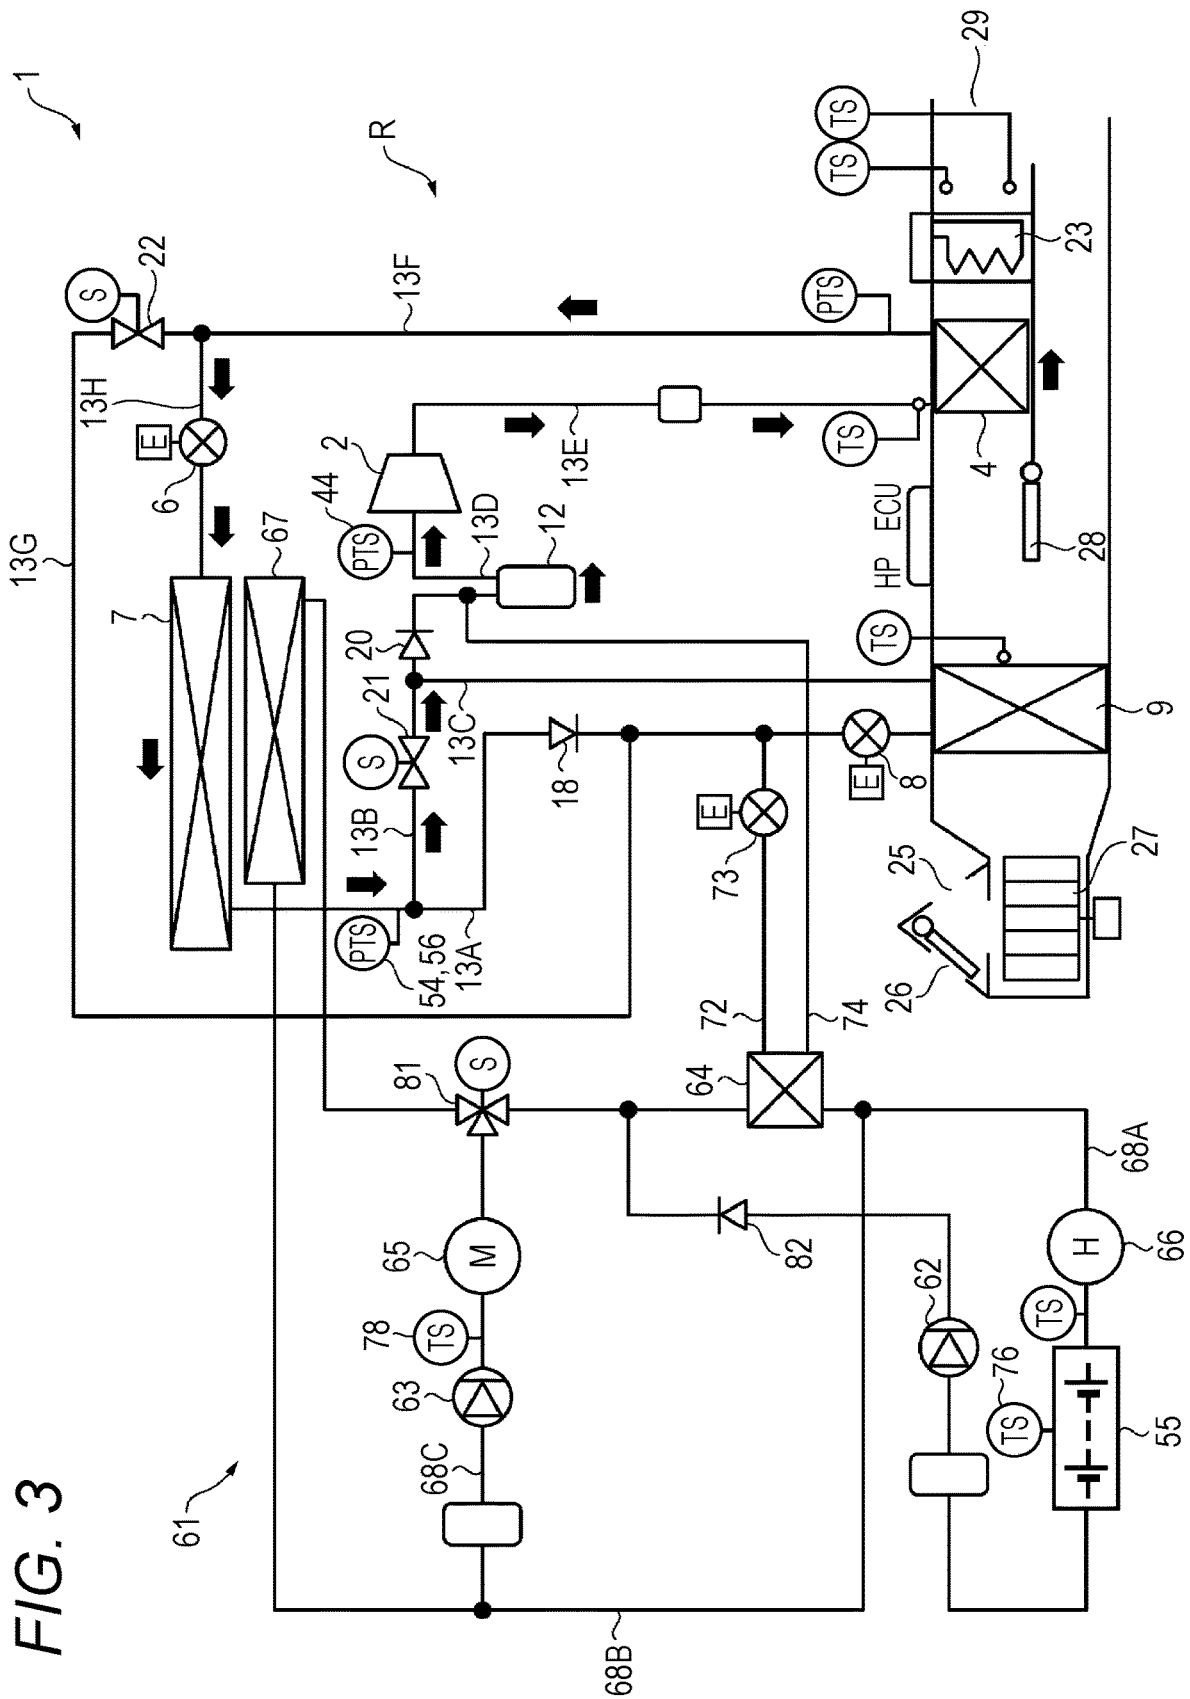 FIG. 3
1
61
R
29
22
S
13F
13H
E
6
13G
67
7
PTS
TS
TS
2
44
PTS
13E
13D
12
TS
ECU
HP
4
23
28
20
21
S
13C
13B
18
TS
9
8
E
E
73
25
27
26
PTS
54,56
13A
72
74
64
S
81
65
M
78
TS
63
68C
82
62
68A
H
66
TS
76
TS
55
68B